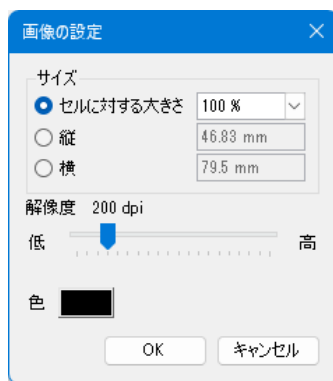 画像の設定
サイズ
セルに対する大きさ 100 %
縦 46.83 mm
横 79.5 mm
解像度 200 dpi
低 高
色
OK キャンセル